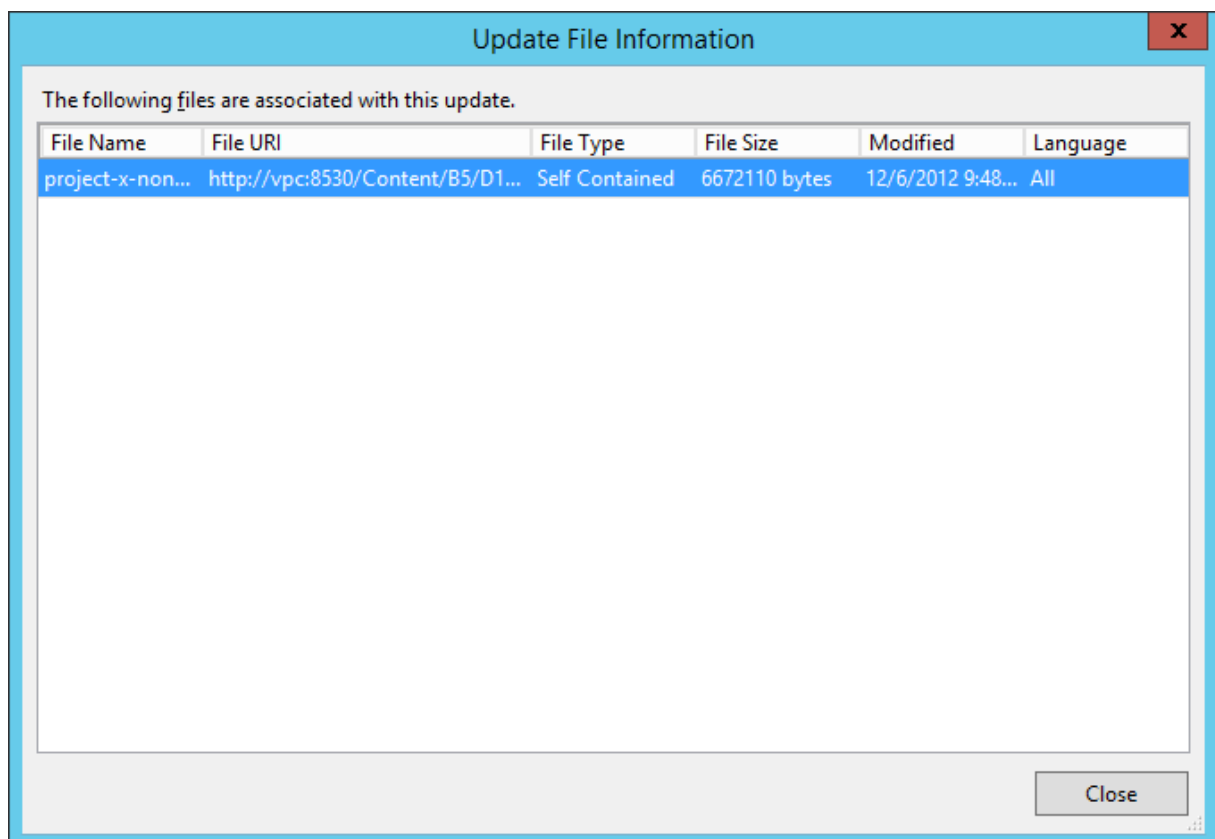 Update File Information
x
The following files are associated with this update.
File Name File URI File Type File Size Modified Language
project-x-non... http://vpc:8530/Content/B5/D1... Self Contained 6672110 bytes 12/6/2012 9:48... All
Close